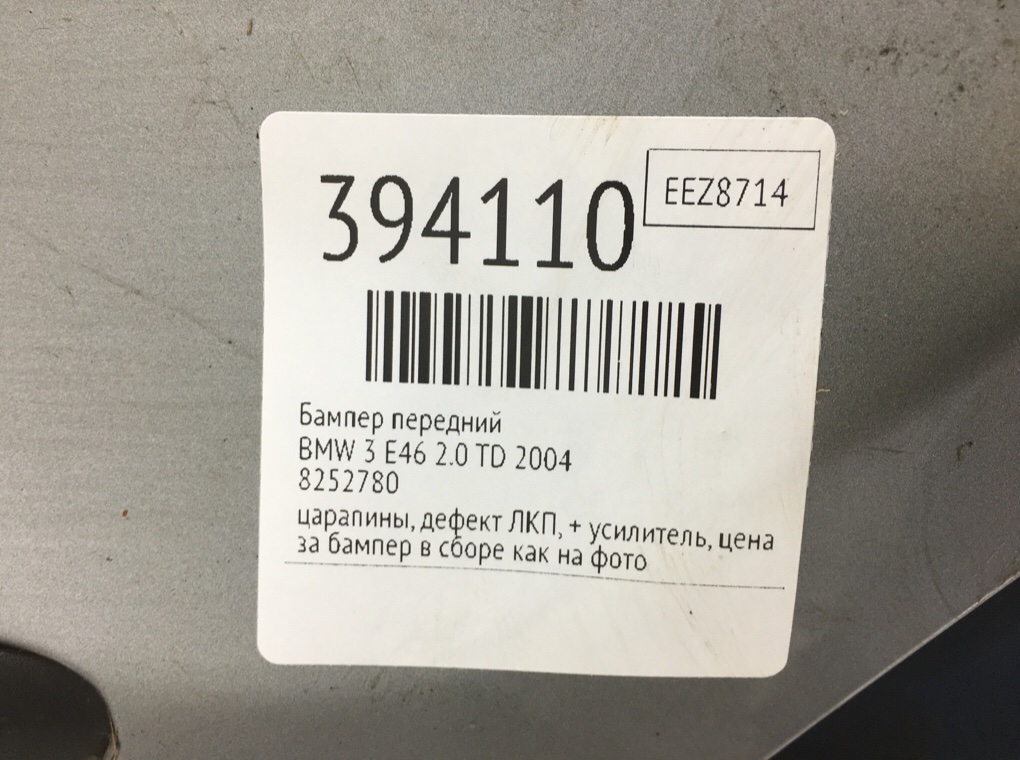 394110
EEZ8714
Бампер передний
BMW 3 E46 2.0 TD 2004
8252780
царапины, дефект ЛКП, + усилитель, цена
за бампер в сборе как на фото